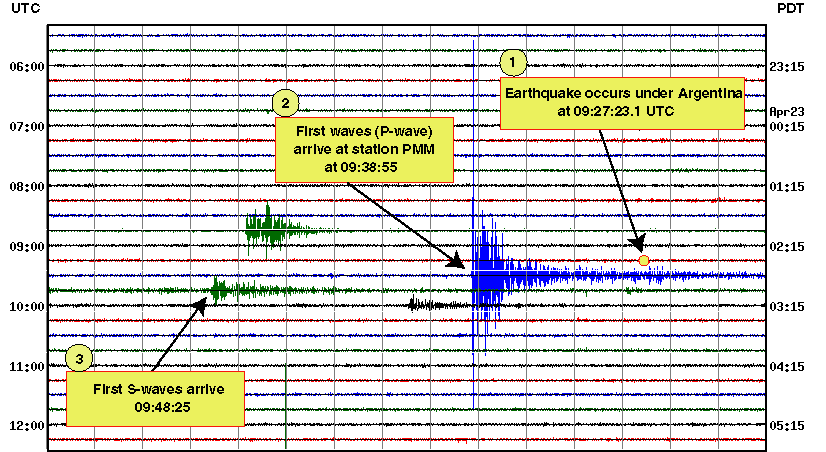 UTC
PDT
1
Earthquake occurs under Argentina
at 09:27:23.1 UTC
2
First waves (P-wave)
arrive at station PMM
at 09:38:55
06:00
23:15
Apr23
07:00
00:15
08:00
01:15
09:00
02:15
10:00
03:15
3
First S-waves arrive
09:48:25
11:00
04:15
12:00
05:15